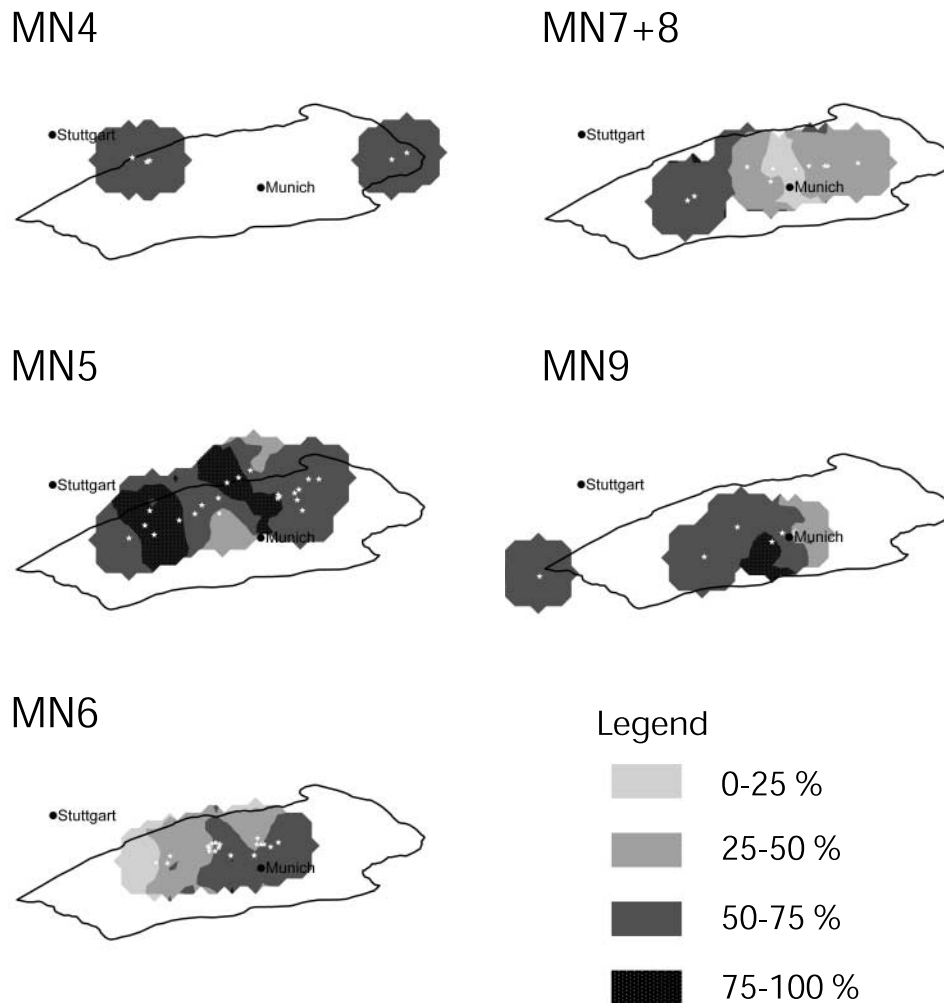 MN4
Stuttgart
Munich
MN7+8
Stuttgart
Munich
MN5
Stuttgart
Munich
MN9
Stuttgart
Munich
MN6
Stuttgart
Munich
Legend
0-25 %
25-50 %
50-75 %
75-100 %